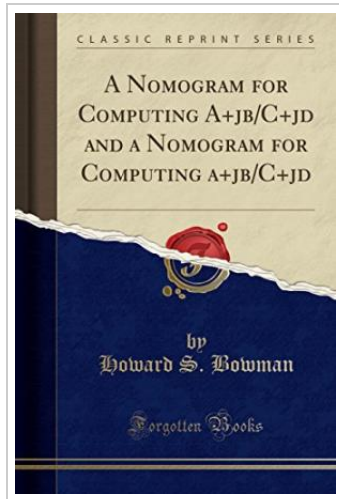 CLASSIC REPRINT SERIES
A NOMOGRAM FOR
COMPUTING A+JB/C+JD
AND A NOMOGRAM FOR
COMPUTING A+JB/C+JD
by
Howard S. Bowman
Forgotten Books